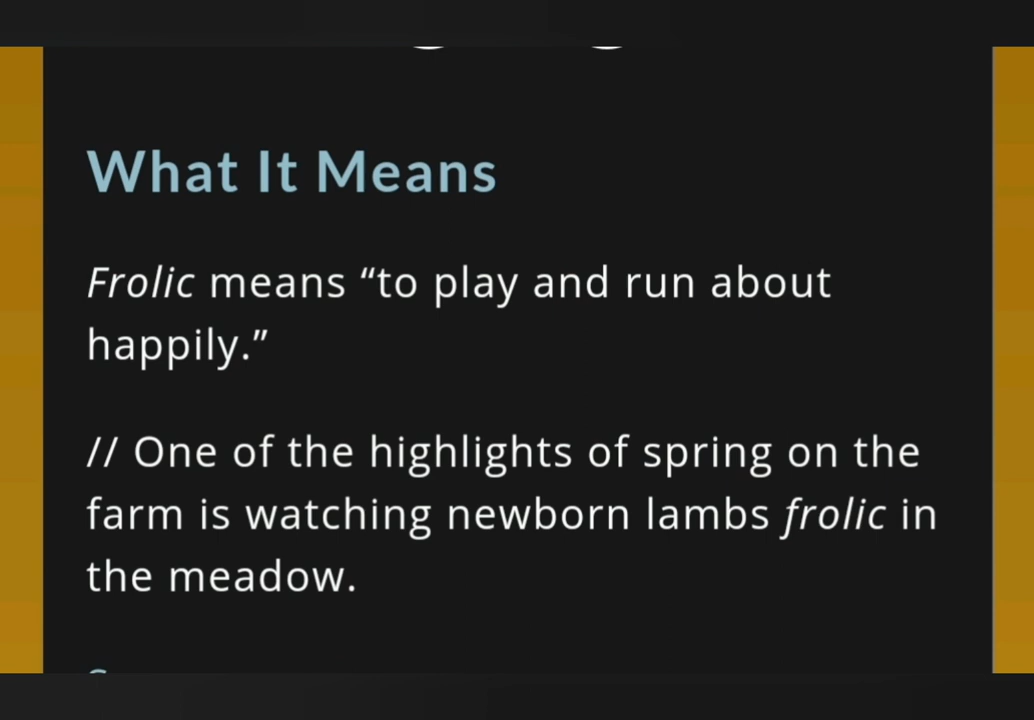 What It Means
Frolic means “to play and run about
happily.”
// One of the highlights of spring on the
farm is watching newborn lambs frolic in
the meadow.